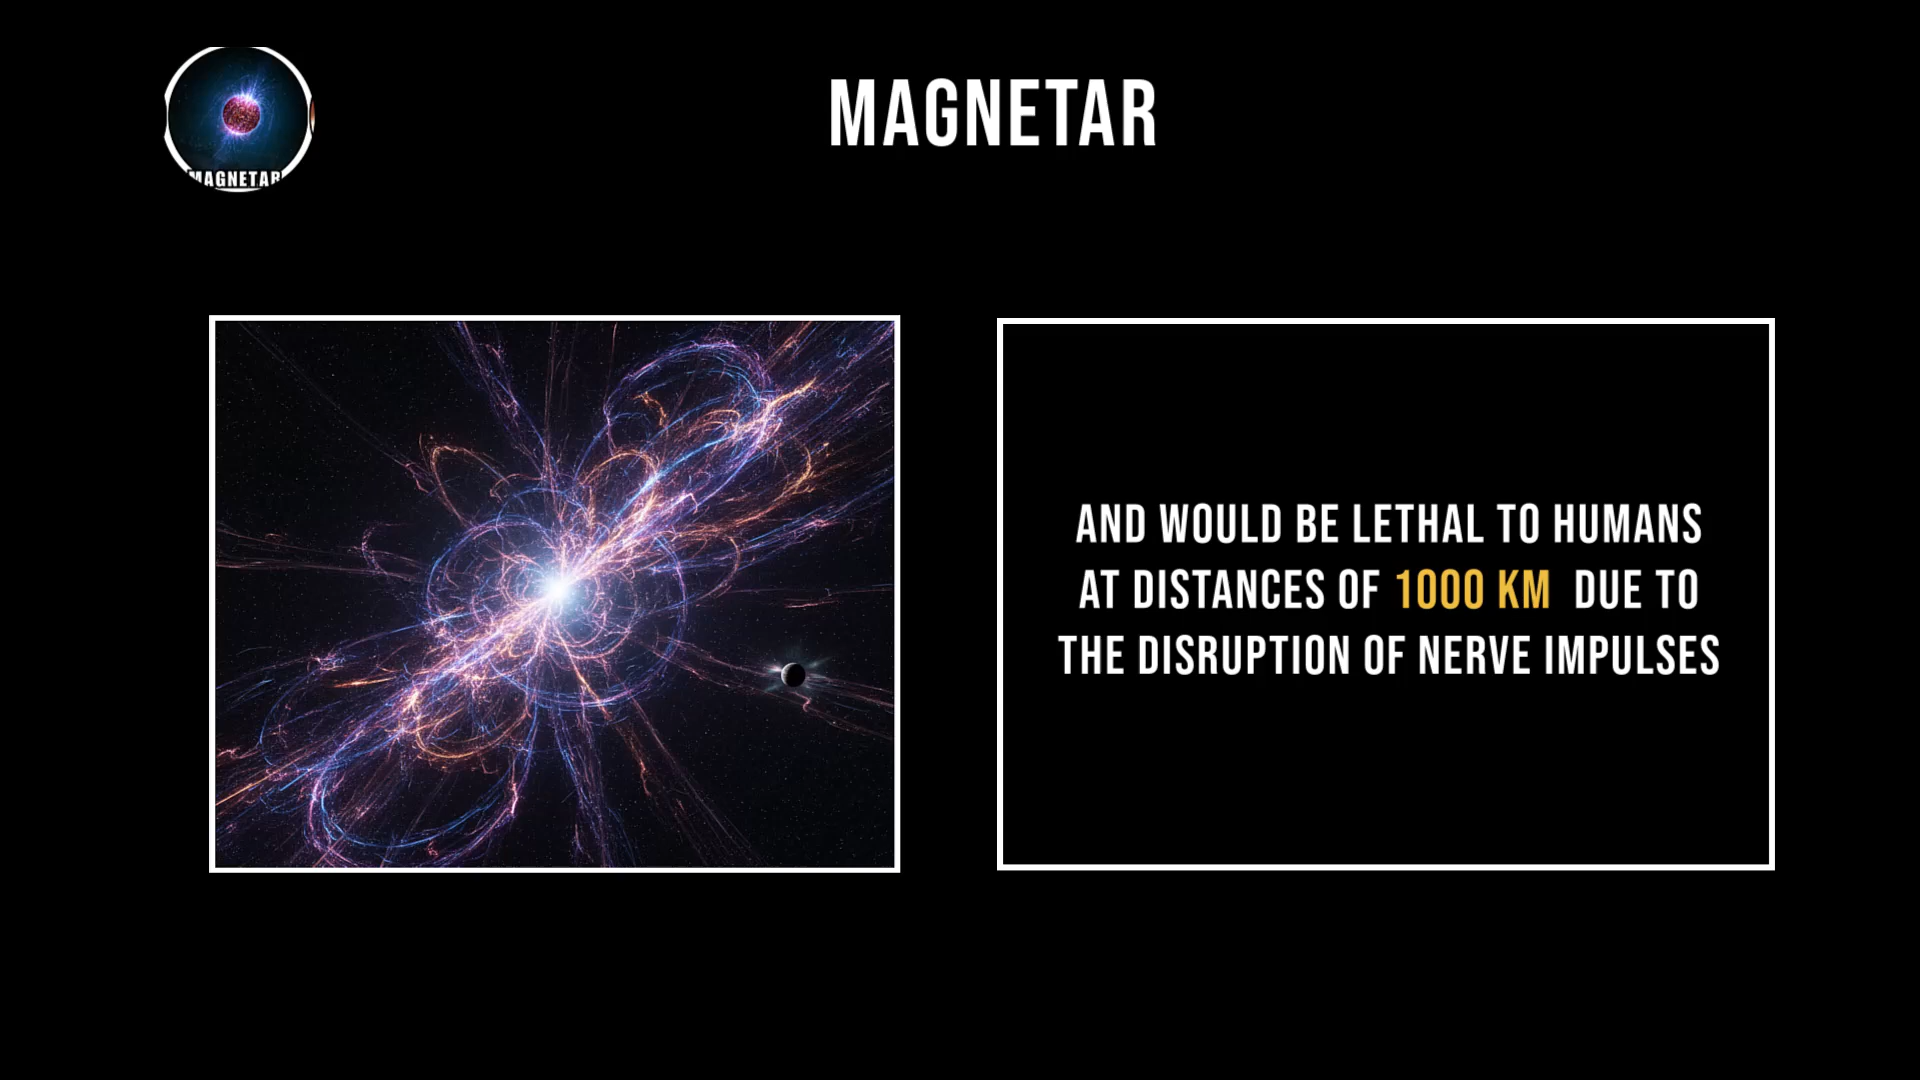 MAGNETAR
MAGNETAR
AND WOULD BE LETHAL TO HUMANS
AT DISTANCES OF 1000 KM DUE TO
THE DISRUPTION OF NERVE IMPULSES